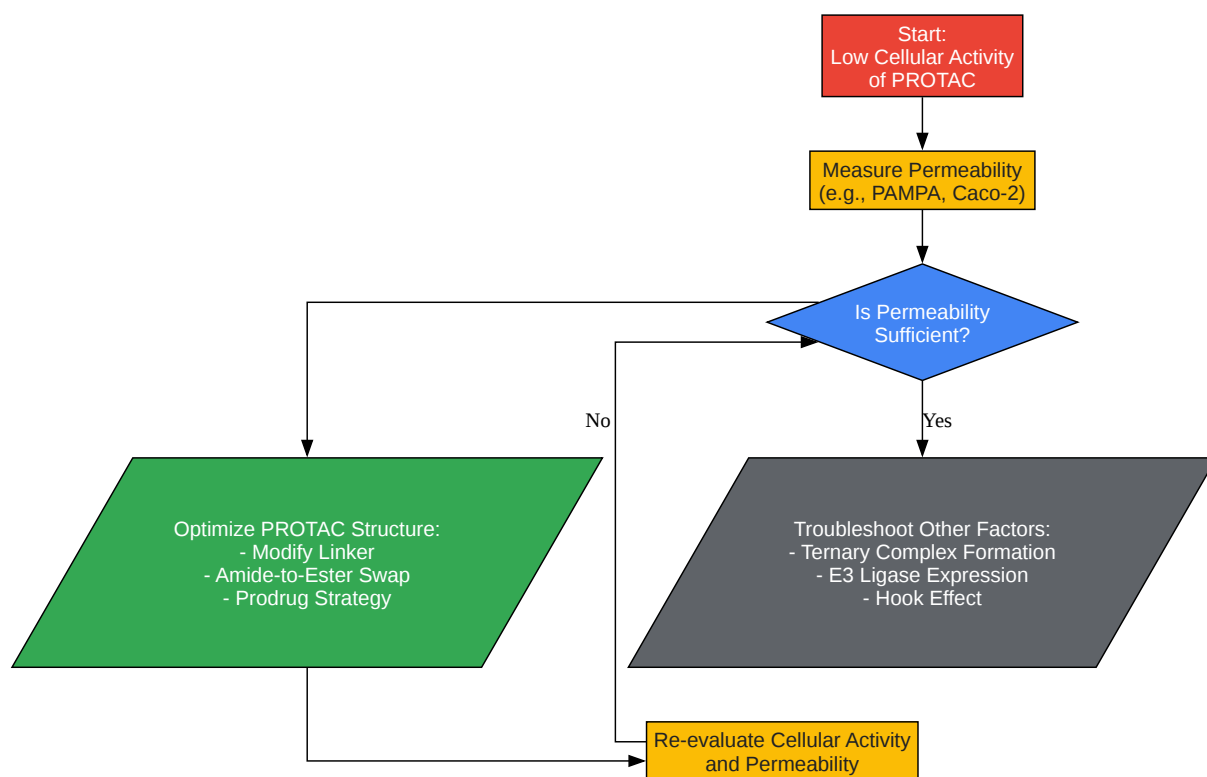 Start:
Low Cellular Activity
of PROTAC
Measure Permeability
(e.g., PAMPA, Caco-2)
Is Permeability
Sufficient?
No
Yes
Optimize PROTAC Structure:
- Modify Linker
- Amide-to-Ester Swap
- Prodrug Strategy
Troubleshoot Other Factors:
- Ternary Complex Formation
- E3 Ligase Expression
- Hook Effect
Re-evaluate Cellular Activity
and Permeability